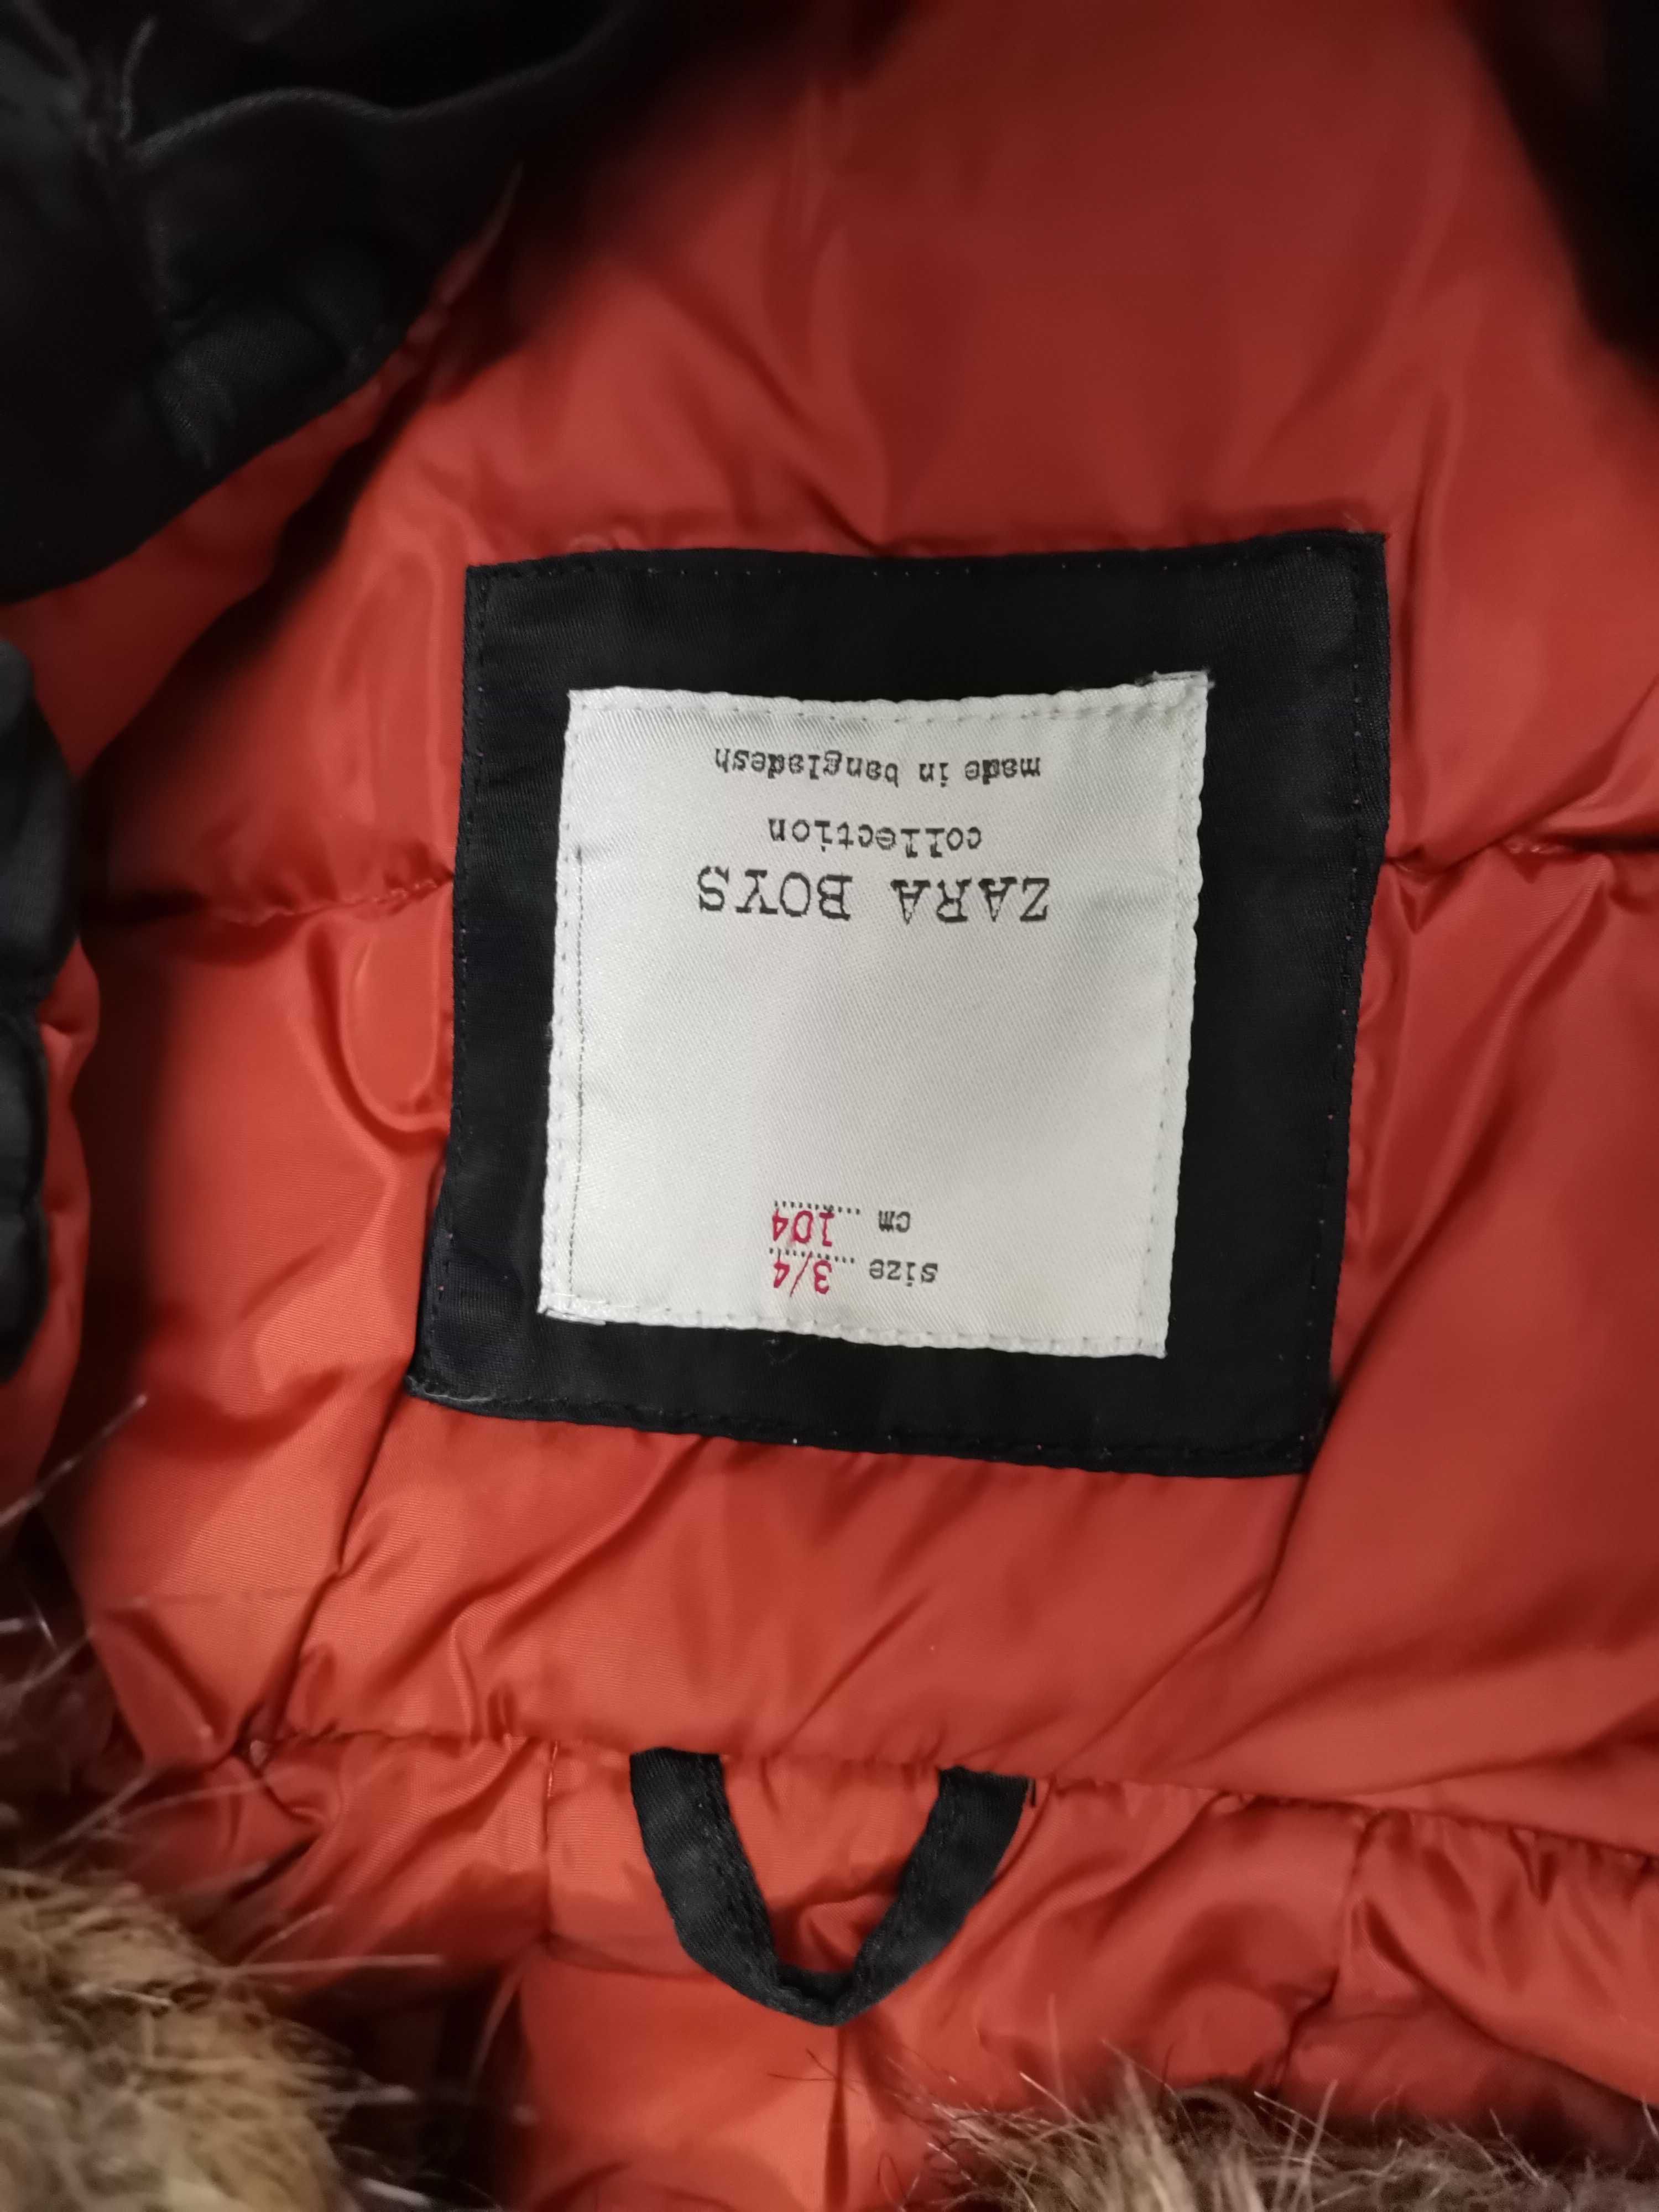 size ... 3/4
cm ... 104
ZARA BOYS
collection
made in bangladesh